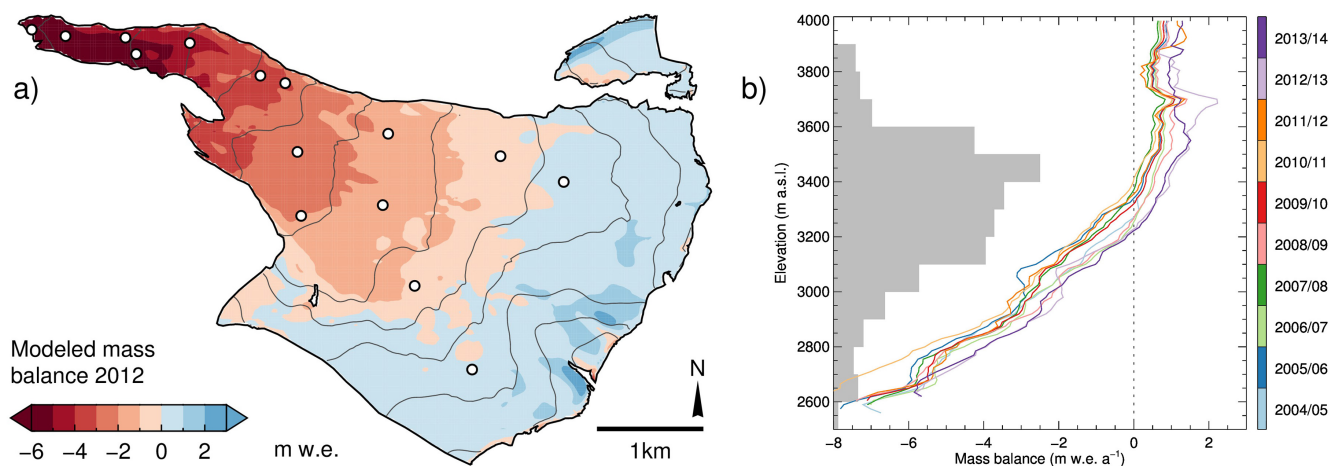 a)
Modeled mass
balance 2012
−6 −4 −2 0 2
m w.e.
N
1km
b)
Elevation (m a.s.l.)
4000
3800
3600
3400
3200
3000
2800
2600
−8 −6 −4 −2 0 2
Mass balance (m w.e. a⁻¹)
2013/14
2012/13
2011/12
2010/11
2009/10
2008/09
2007/08
2006/07
2005/06
2004/05